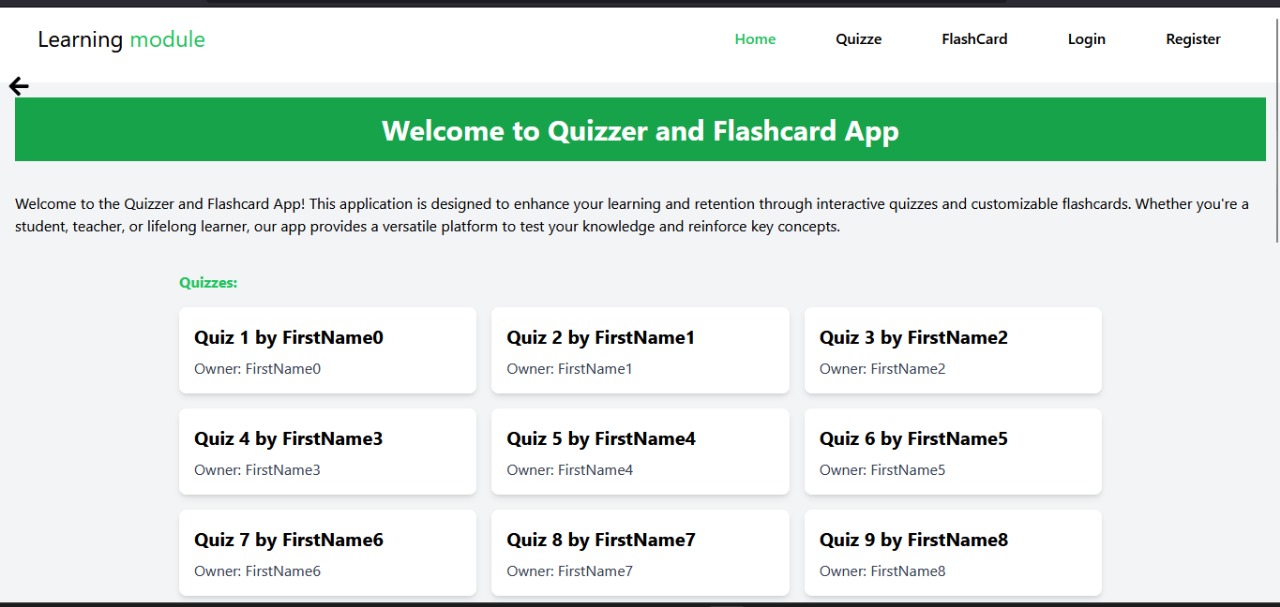 Learning module
Home Quizze FlashCard Login Register
Welcome to Quizzer and Flashcard App
Welcome to the Quizzer and Flashcard App! This application is designed to enhance your learning and retention through interactive quizzes and customizable flashcards. Whether you're a
student, teacher, or lifelong learner, our app provides a versatile platform to test your knowledge and reinforce key concepts.
Quizzes:
Quiz 1 by FirstName0
Owner: FirstName0
Quiz 2 by FirstName1
Owner: FirstName1
Quiz 3 by FirstName2
Owner: FirstName2
Quiz 4 by FirstName3
Owner: FirstName3
Quiz 5 by FirstName4
Owner: FirstName4
Quiz 6 by FirstName5
Owner: FirstName5
Quiz 7 by FirstName6
Owner: FirstName6
Quiz 8 by FirstName7
Owner: FirstName7
Quiz 9 by FirstName8
Owner: FirstName8